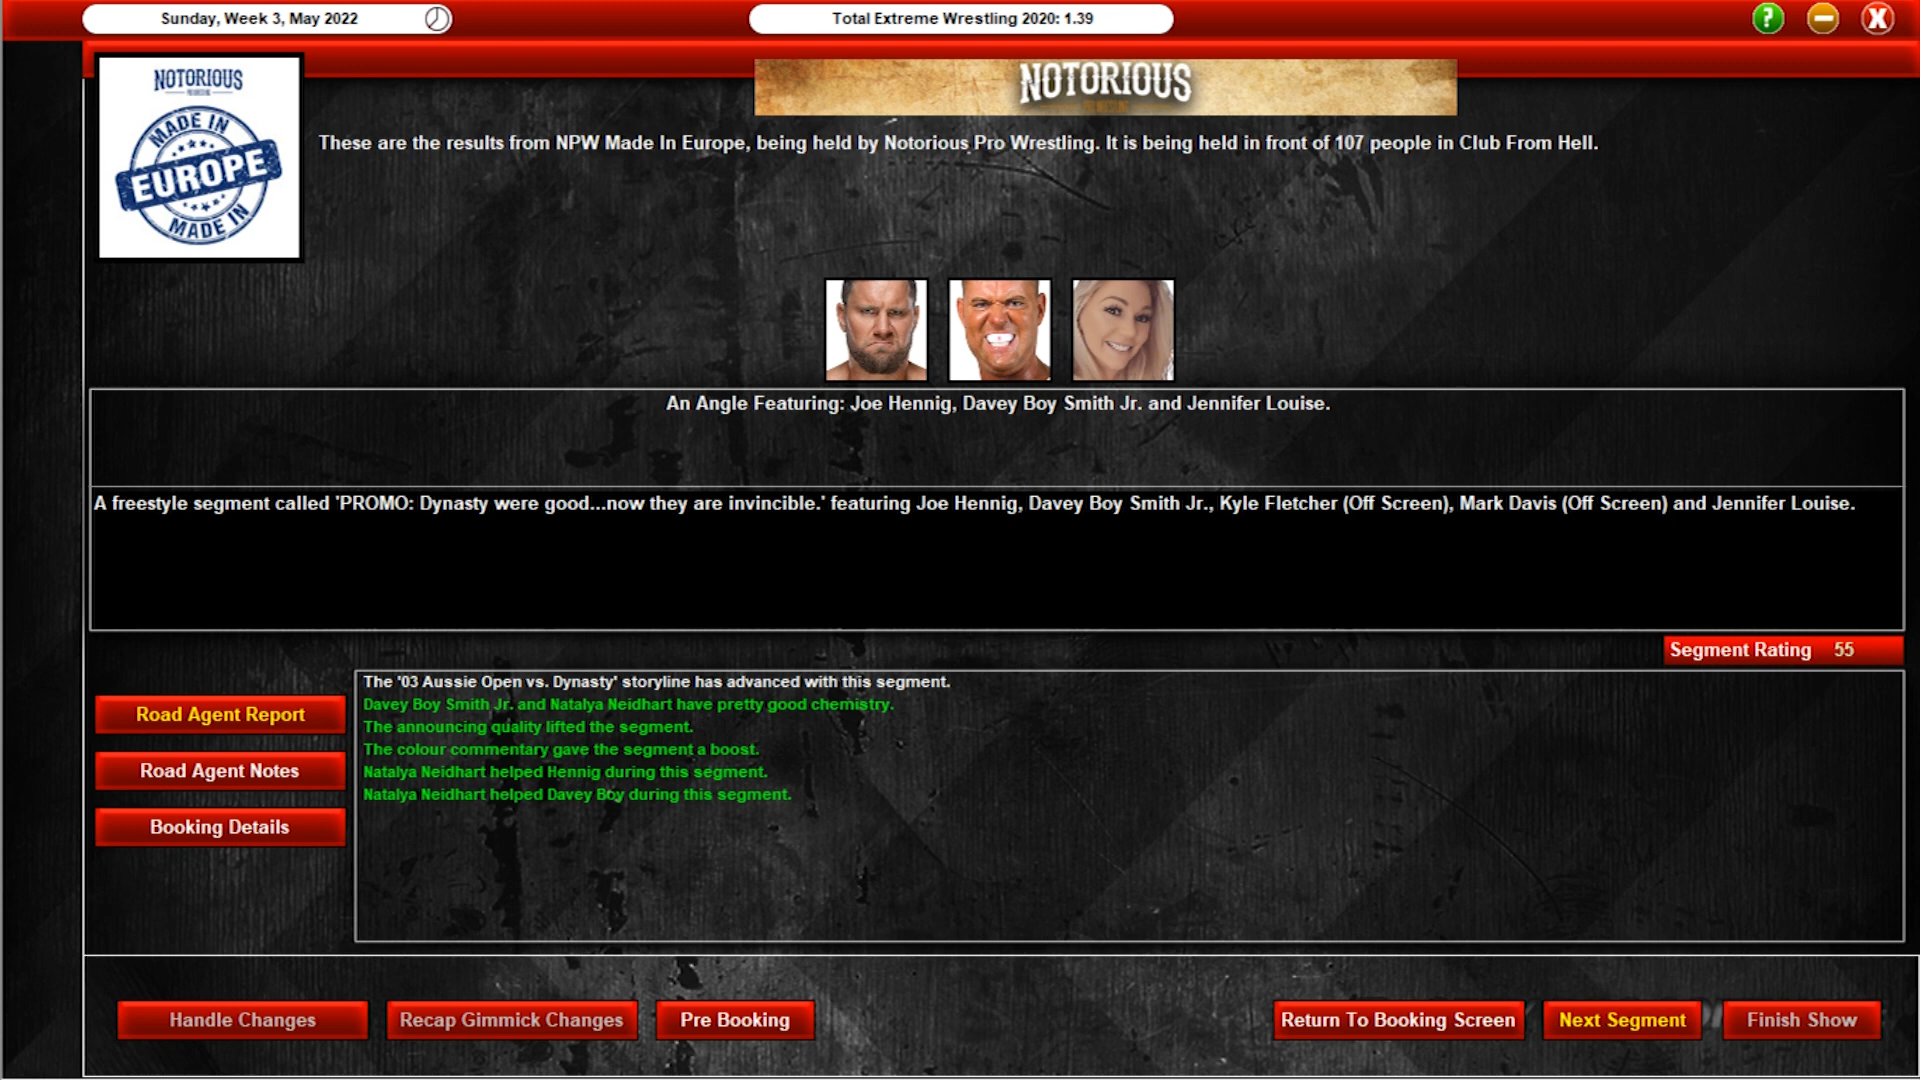 Sunday, Week 3, May 2022
Total Extreme Wrestling 2020: 1.39
NOTORIOUS
MADE IN
EUROPE
MADE IN
NOTORIOUS
These are the results from NPW Made In Europe, being held by Notorious Pro Wrestling. It is being held in front of 107 people in Club From Hell.
An Angle Featuring: Joe Hennig, Davey Boy Smith Jr. and Jennifer Louise.
A freestyle segment called 'PROMO: Dynasty were good...now they are invincible.' featuring Joe Hennig, Davey Boy Smith Jr., Kyle Fletcher (Off Screen), Mark Davis (Off Screen) and Jennifer Louise.
Segment Rating 55
Road Agent Report
Road Agent Notes
Booking Details
The '03 Aussie Open vs. Dynasty' storyline has advanced with this segment.
Davey Boy Smith Jr. and Natalya Neidhart have pretty good chemistry.
The announcing quality lifted the segment.
The colour commentary gave the segment a boost.
Natalya Neidhart helped Hennig during this segment.
Natalya Neidhart helped Davey Boy during this segment.
Handle Changes
Recap Gimmick Changes
Pre Booking
Return To Booking Screen
Next Segment
Finish Show